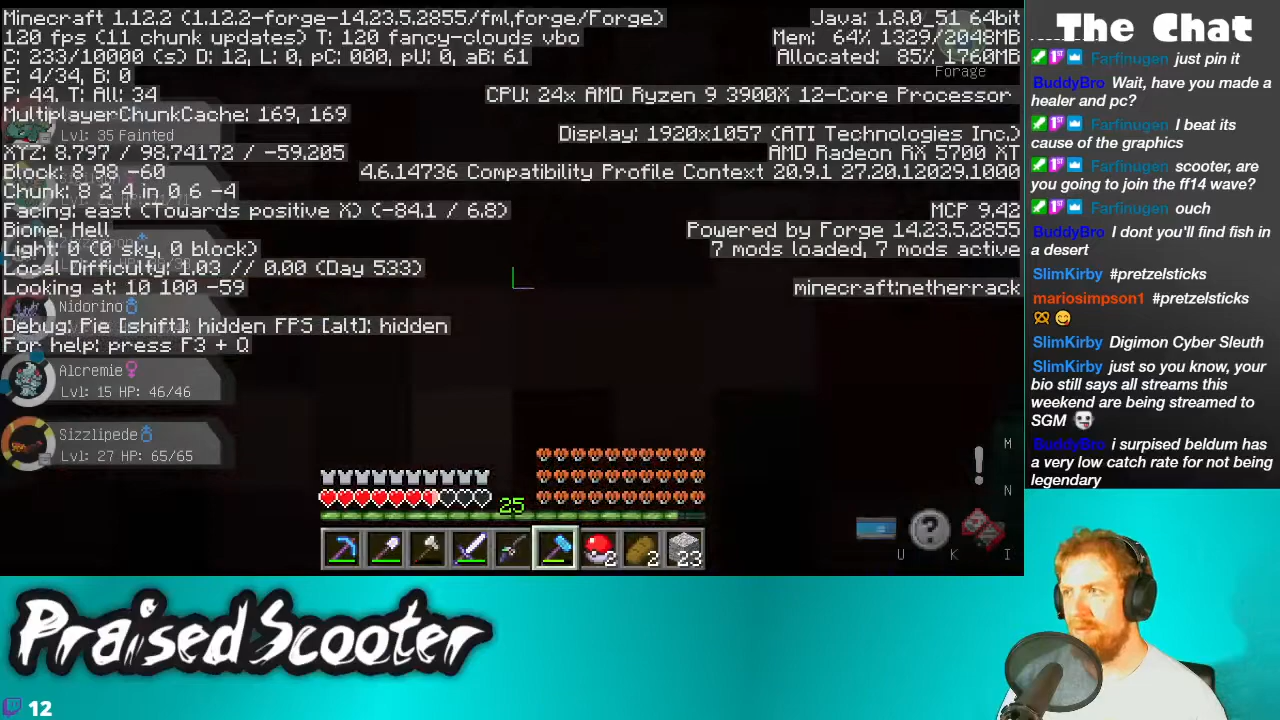 Minecraft 1.12.2 (1.12.2-forge-14.23.5.2855/fml,forge/Forge)
120 fps (11 chunk updates) T: 120 fancy-clouds vbo
C: 233/10000 (s) D: 12, L: 0, pC: 000, pU: 0, aB: 61
E: 4/34, B: 0
P: 44, T: All: 34
MultiplayerChunkCache: 169, 169
Lvl: 35 Fainted
XYZ: 8.797 / 98.74172 / -59.205
Block: 8 98 -60
Chunk: 8 2 4 in 0 6 -4
Facing: east (Towards positive X) (-84.1 / 6.8)
Biome: Hell
Light: 0 (0 sky, 0 block)
Local Difficulty: 1.03 // 0.00 (Day 533)
Looking at: 10 100 -59
Nidorino
Debug: Pie [shift]: hidden FPS [alt]: hidden
For help: press F3 + Q
Alcremie
Lvl: 15 HP: 46/46
Sizzlipede
Lvl: 27 HP: 65/65
Java: 1.8.0_51 64bit
Mem: 64% 1329/2048MB
Allocated: 85% 1760MB
Forage
CPU: 24x AMD Ryzen 9 3900X 12-Core Processor
Display: 1920x1057 (ATI Technologies Inc.)
AMD Radeon RX 5700 XT
4.6.14736 Compatibility Profile Context 20.9.1 27.20.12029.1000
MCP 9.42
Powered by Forge 14.23.5.2855
7 mods loaded, 7 mods active
minecraft:netherrack
25
2
2
23
M
N
U
K
I
The Chat
Farfinugen just pin it
BuddyBro Wait, have you made a
healer and pc?
Farfinugen I beat its
cause of the graphics
Farfinugen scooter, are
you going to join the ff14 wave?
Farfinugen ouch
BuddyBro I dont you'll find fish in
a desert
SlimKirby #pretzelsticks
mariosimpson1 #pretzelsticks
SlimKirby Digimon Cyber Sleuth
SlimKirby just so you know, your
bio still says all streams this
weekend are being streamed to
SGM
BuddyBro i surpised beldum has
a very low catch rate for not being
legendary
PraisedScooter
12